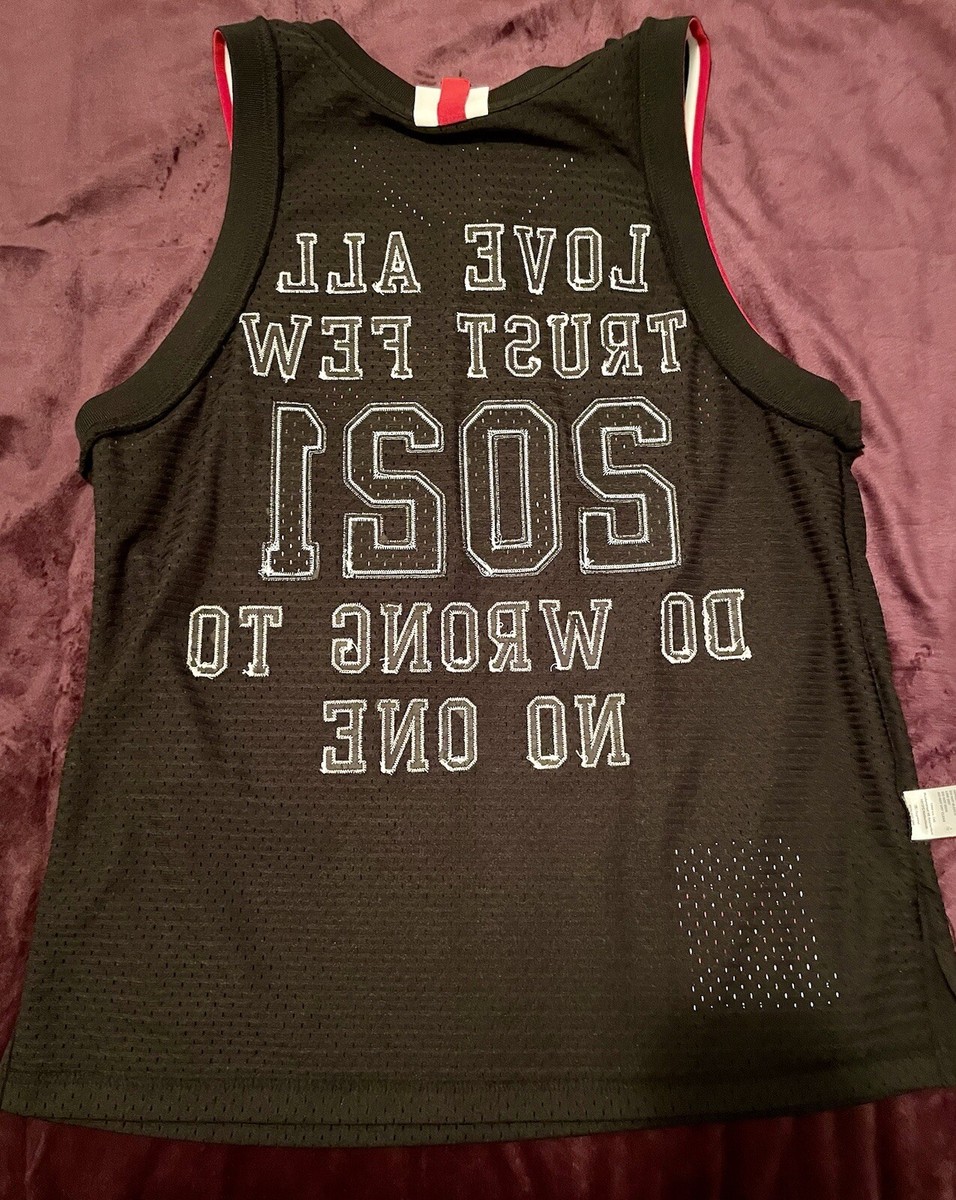 LOVE ALL
TRUST FEW
2021
DO WRONG TO
NO ONE